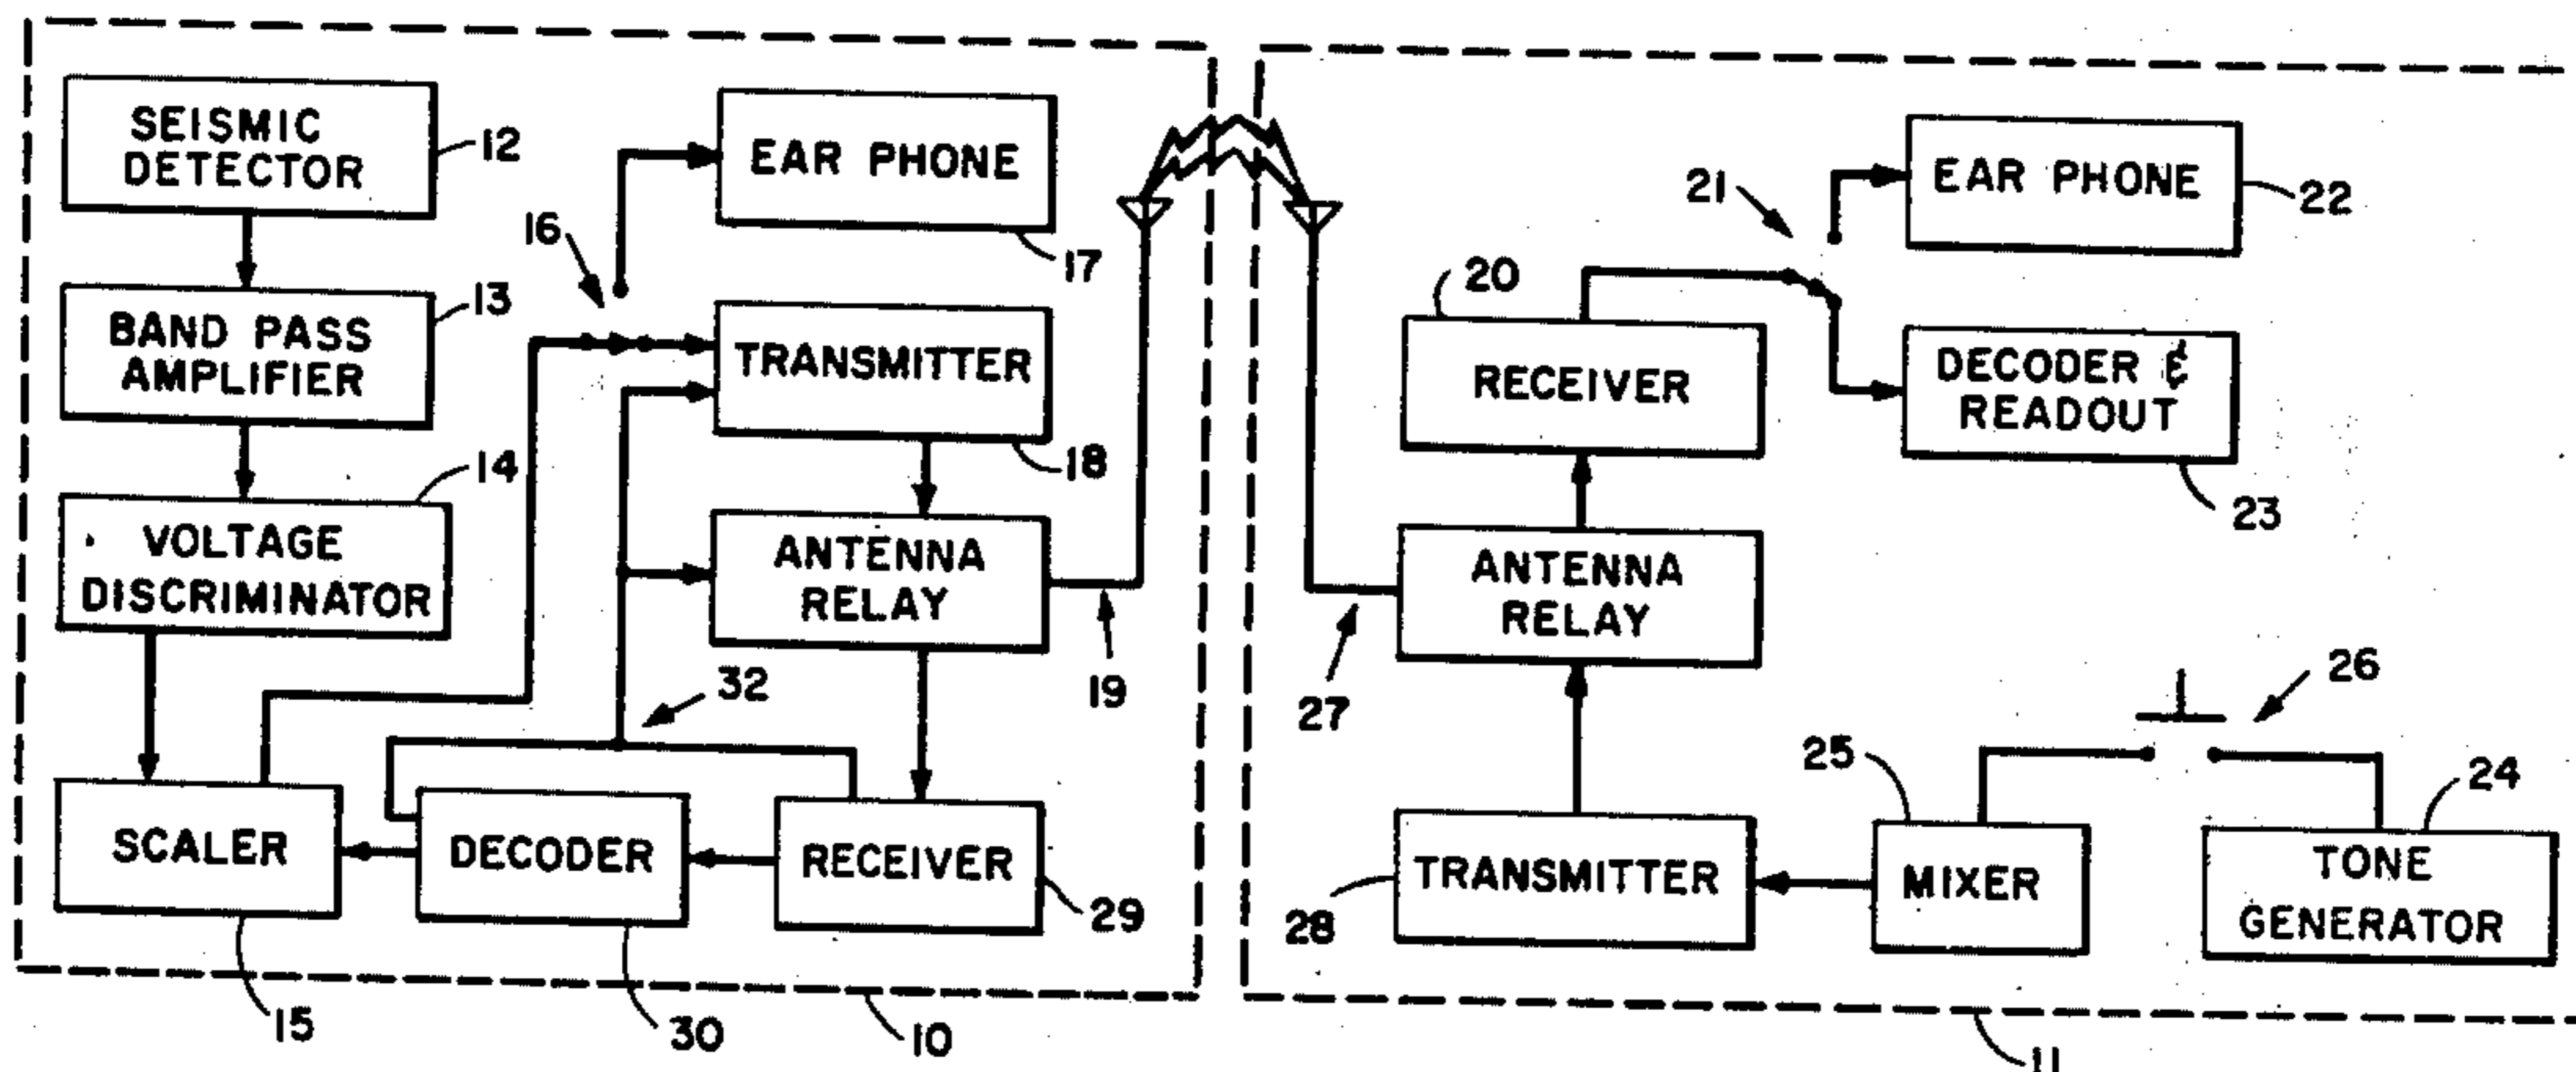 SEISMIC
DETECTOR
12
BAND PASS
AMPLIFIER
13
VOLTAGE
DISCRIMINATOR
14
SCALER
15
16
EAR PHONE
17
TRANSMITTER
18
ANTENNA
RELAY
19
32
DECODER
30
RECEIVER
29
10
20
RECEIVER
21
EAR PHONE
22
DECODER &
READOUT
23
ANTENNA
RELAY
27
TRANSMITTER
28
25
MIXER
26
24
TONE
GENERATOR
11